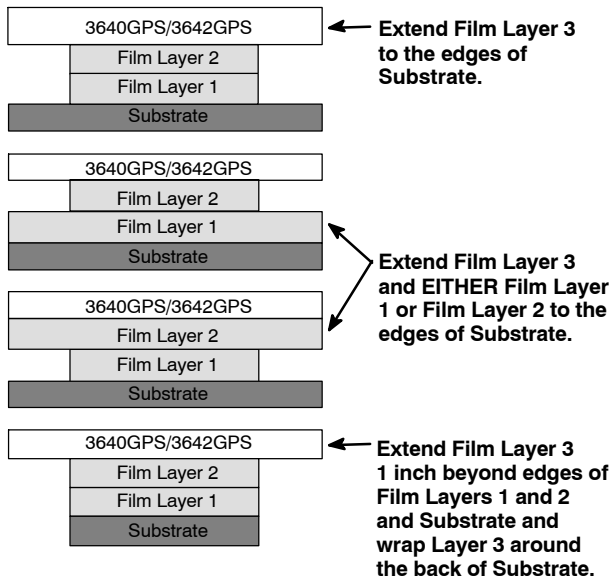 3640GPS/3642GPS
Film Layer 2
Film Layer 1
Substrate
Extend Film Layer 3
to the edges of
Substrate.
3640GPS/3642GPS
Film Layer 2
Film Layer 1
Substrate
3640GPS/3642GPS
Film Layer 2
Film Layer 1
Substrate
Extend Film Layer 3
and EITHER Film Layer
1 or Film Layer 2 to the
edges of Substrate.
3640GPS/3642GPS
Film Layer 2
Film Layer 1
Substrate
Extend Film Layer 3
1 inch beyond edges of
Film Layers 1 and 2
and Substrate and
wrap Layer 3 around
the back of Substrate.